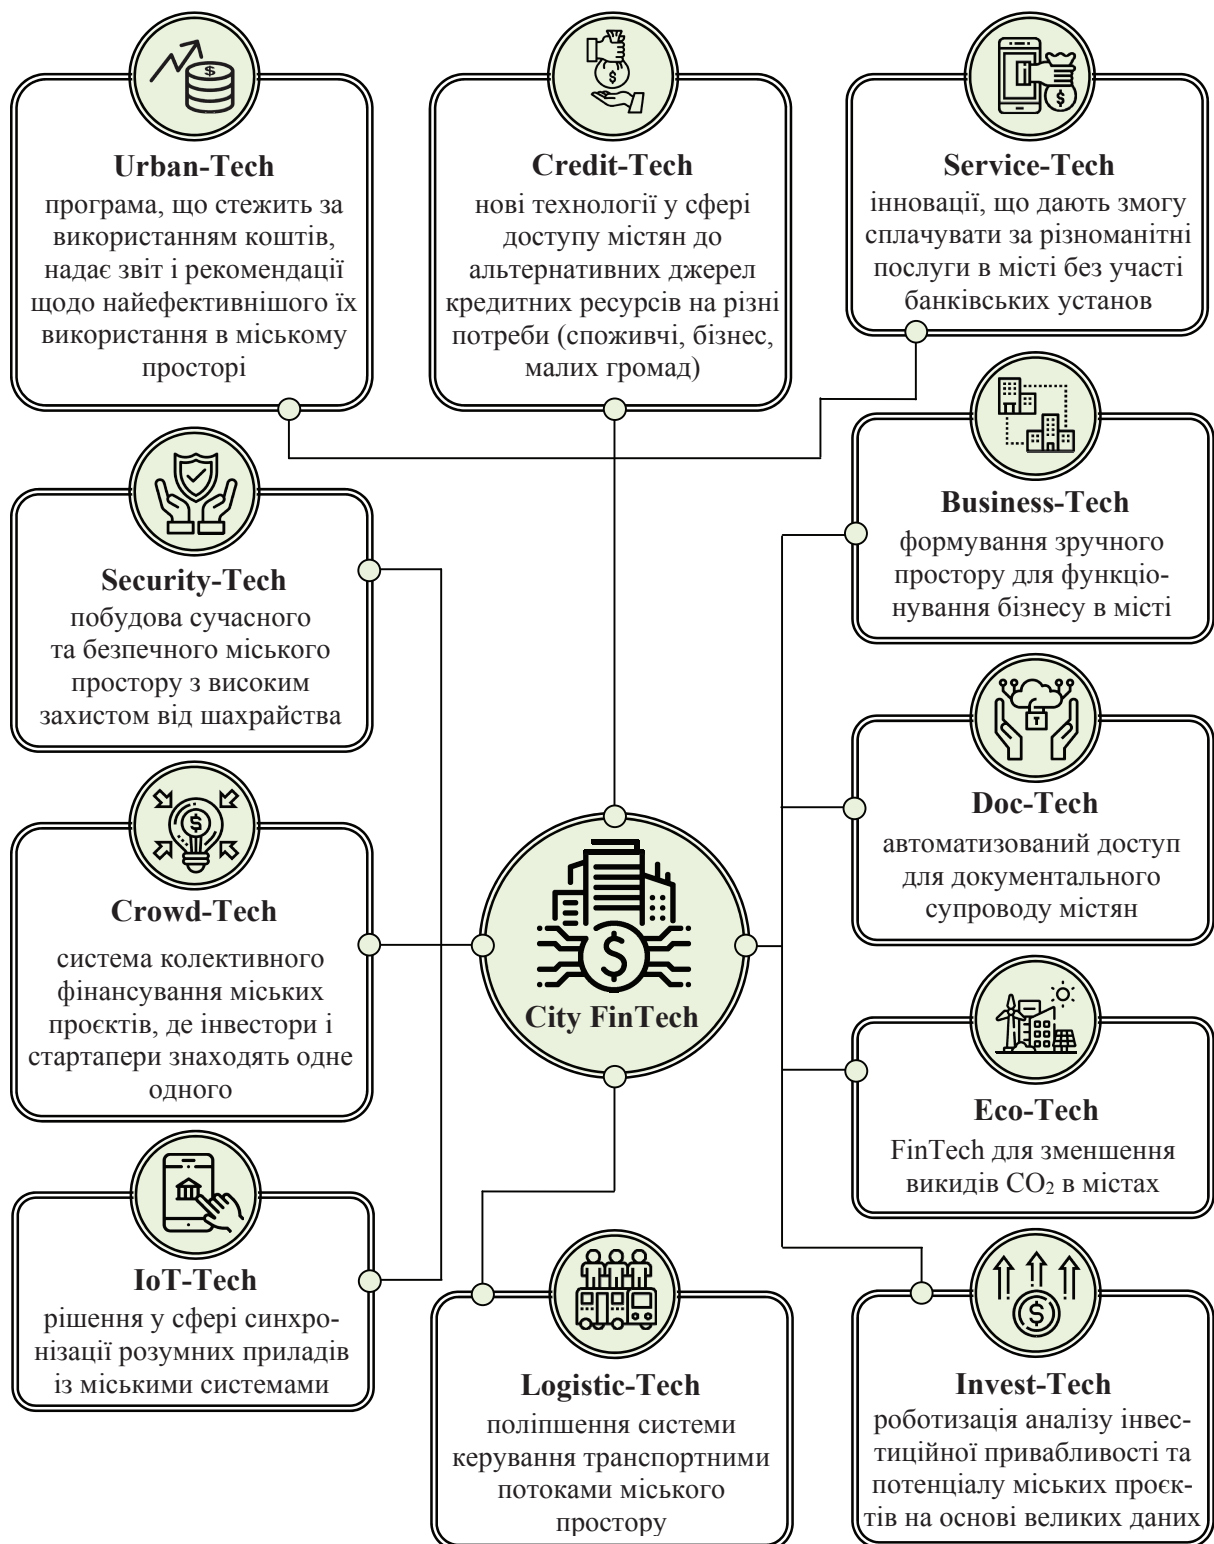 Urban-Tech
програма, що стежить за
використанням коштів,
надає звіт і рекомендації
щодо найефективнішого їх
використання в міському
просторі
Credit-Tech
нові технології у сфері
доступу містян до
альтернативних джерел
кредитних ресурсів на різні
потреби (споживчі, бізнес,
малих громад)
Service-Tech
інновації, що дають змогу
сплачувати за різноманітні
послуги в місті без участі
банківських установ
Security-Tech
побудова сучасного
та безпечного міського
простору з високим
захистом від шахрайства
Business-Tech
формування зручного
простору для функціо-
нування бізнесу в місті
Doc-Tech
автоматизований доступ
для документального
супроводу містян
Crowd-Tech
система колективного
фінансування міських
проєктів, де інвестори і
стартапери знаходять одне
одного
City FinTech
Eco-Tech
FinTech для зменшення
викидів CO₂ в містах
IoT-Tech
рішення у сфері синхро-
нізації розумних приладів
із міськими системами
Logistic-Tech
поліпшення системи
керування транспортними
потоками міського
простору
Invest-Tech
роботизація аналізу інвес-
тиційної привабливості та
потенціалу міських проєк-
тів на основі великих даних